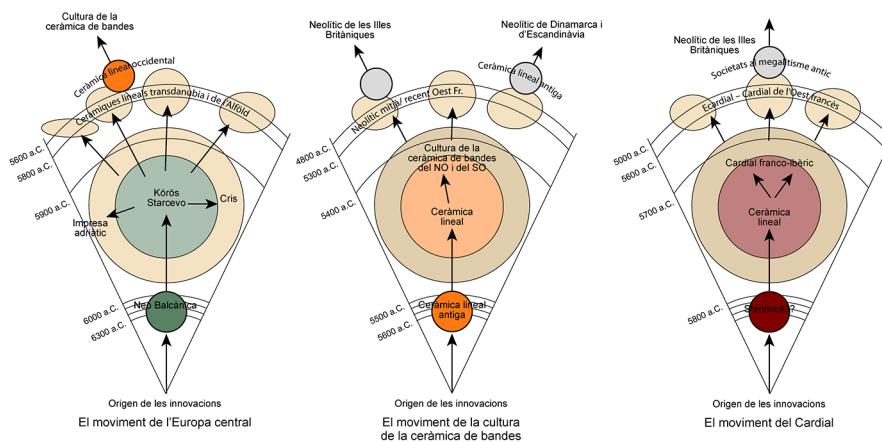 Cultura de la
ceràmica de bandes
Ceràmica lineal occidental
Ceràmiques lineals transdanubia i de l'Alföld
5600 a.C.
5800 a.C.
5900 a.C.
Körös
Starcevo
Cris
Impresa
adriàtic
6000 a.C.
6300 a.C.
Neo Balcànica
Origen de les innovacions
El moviment de l'Europa central
Neolític de les Illes
Britàniques
Neolític de Dinamarca i
d'Escandinàvia
Ceràmica lineal
antiga
Neolític mitjà/ recent Oest Fr.
4800 a.C.
5300 a.C.
5400 a.C.
Cultura de la
ceràmica de bandes
del NO i del SO
Ceràmica
lineal
5500 a.C.
5600 a.C.
Ceràmica lineal
antiga
Origen de les innovacions
El moviment de la cultura
de la ceràmica de bandes
Neolític de les Illes
Britàniques
Societats al megalitisme antic
Ecardial – Cardial de l'Oest francès
5000 a.C.
5600 a.C.
5700 a.C.
Cardial franco-Ibèric
Ceràmica
lineal
5800 a.C.
Stentinello?
Origen de les innovacions
El moviment del Cardial